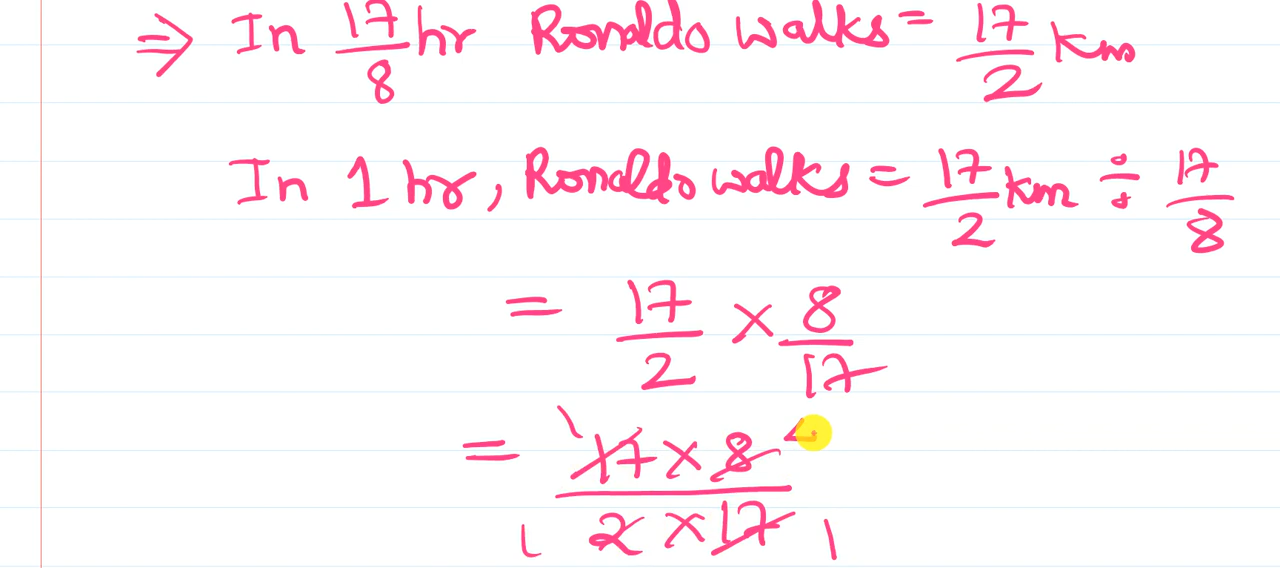 ⇒ In 17/8 hr Ronaldo walks = 17/2 Km
In 1 hr, Ronaldo walks = 17/2 km ÷ 17/8
= 17/2 × 8/17
= 17 × 8 / 2 × 17